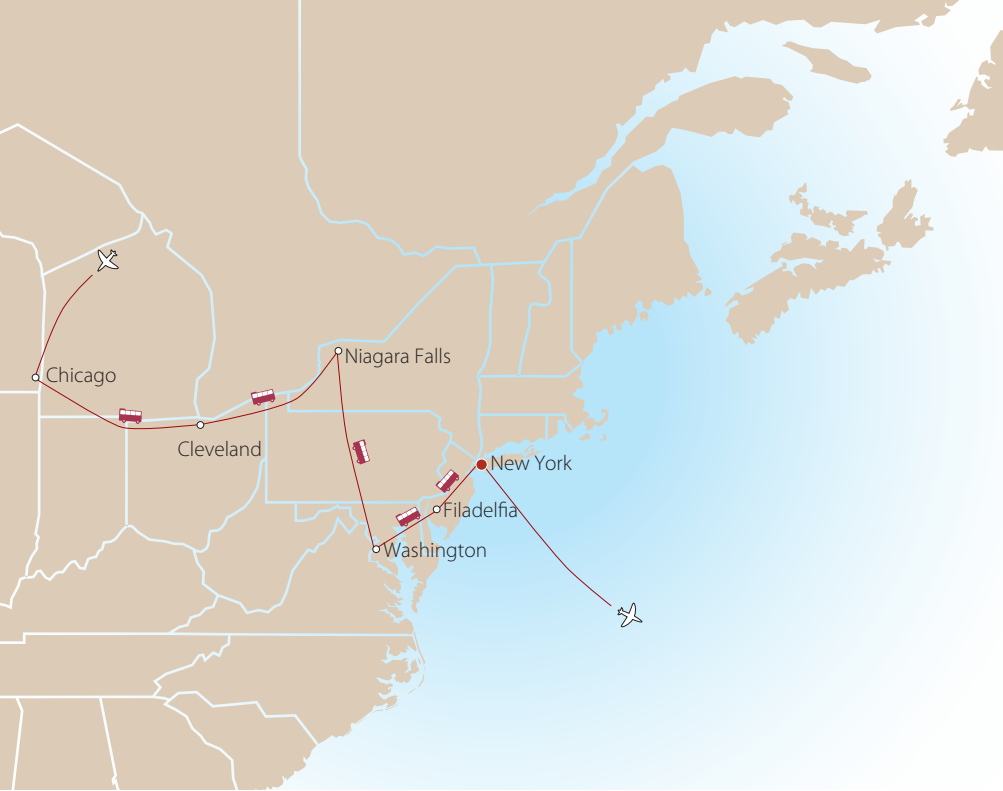 Niagara Falls
Chicago
Cleveland
New York
Filadelfia
Washington